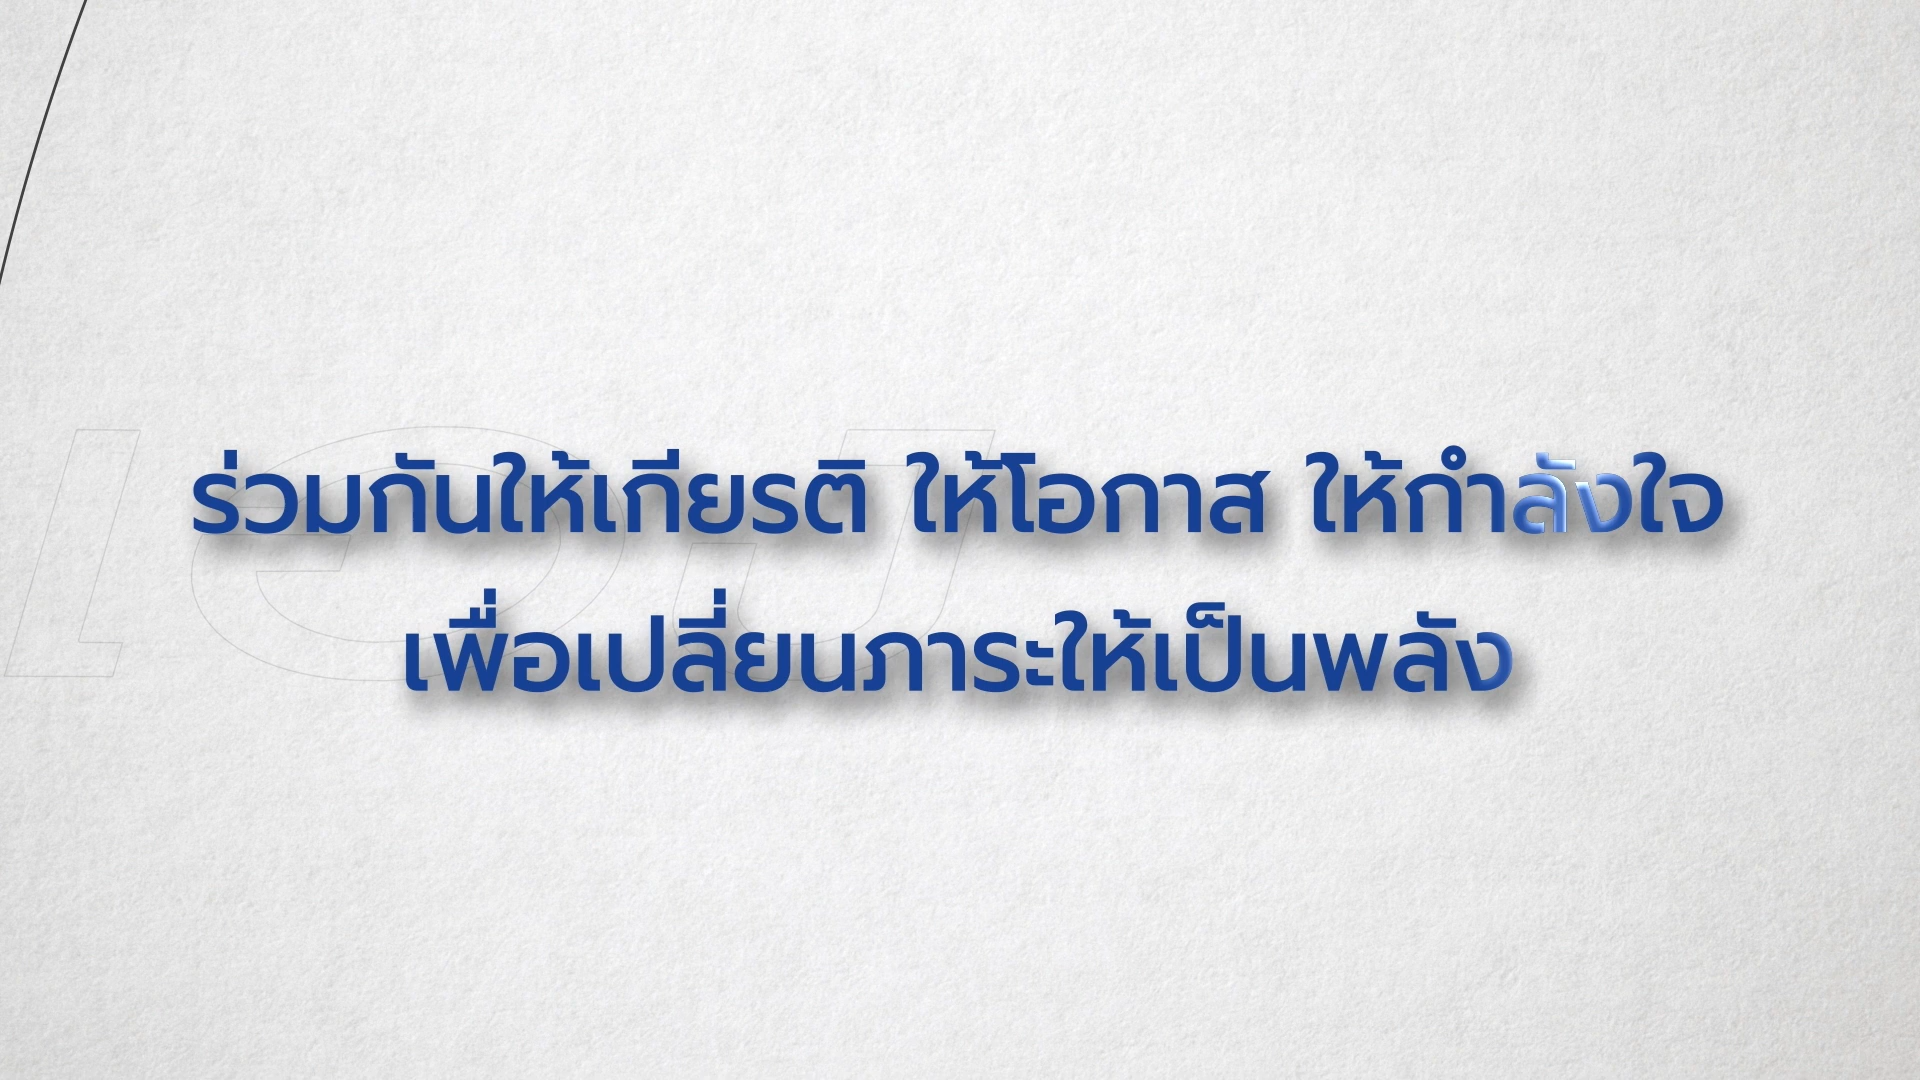 ร่วมกันให้เกียรติ ให้โอกาส ให้กำลังใจ
เพื่อเปลี่ยนภาระให้เป็นพลัง